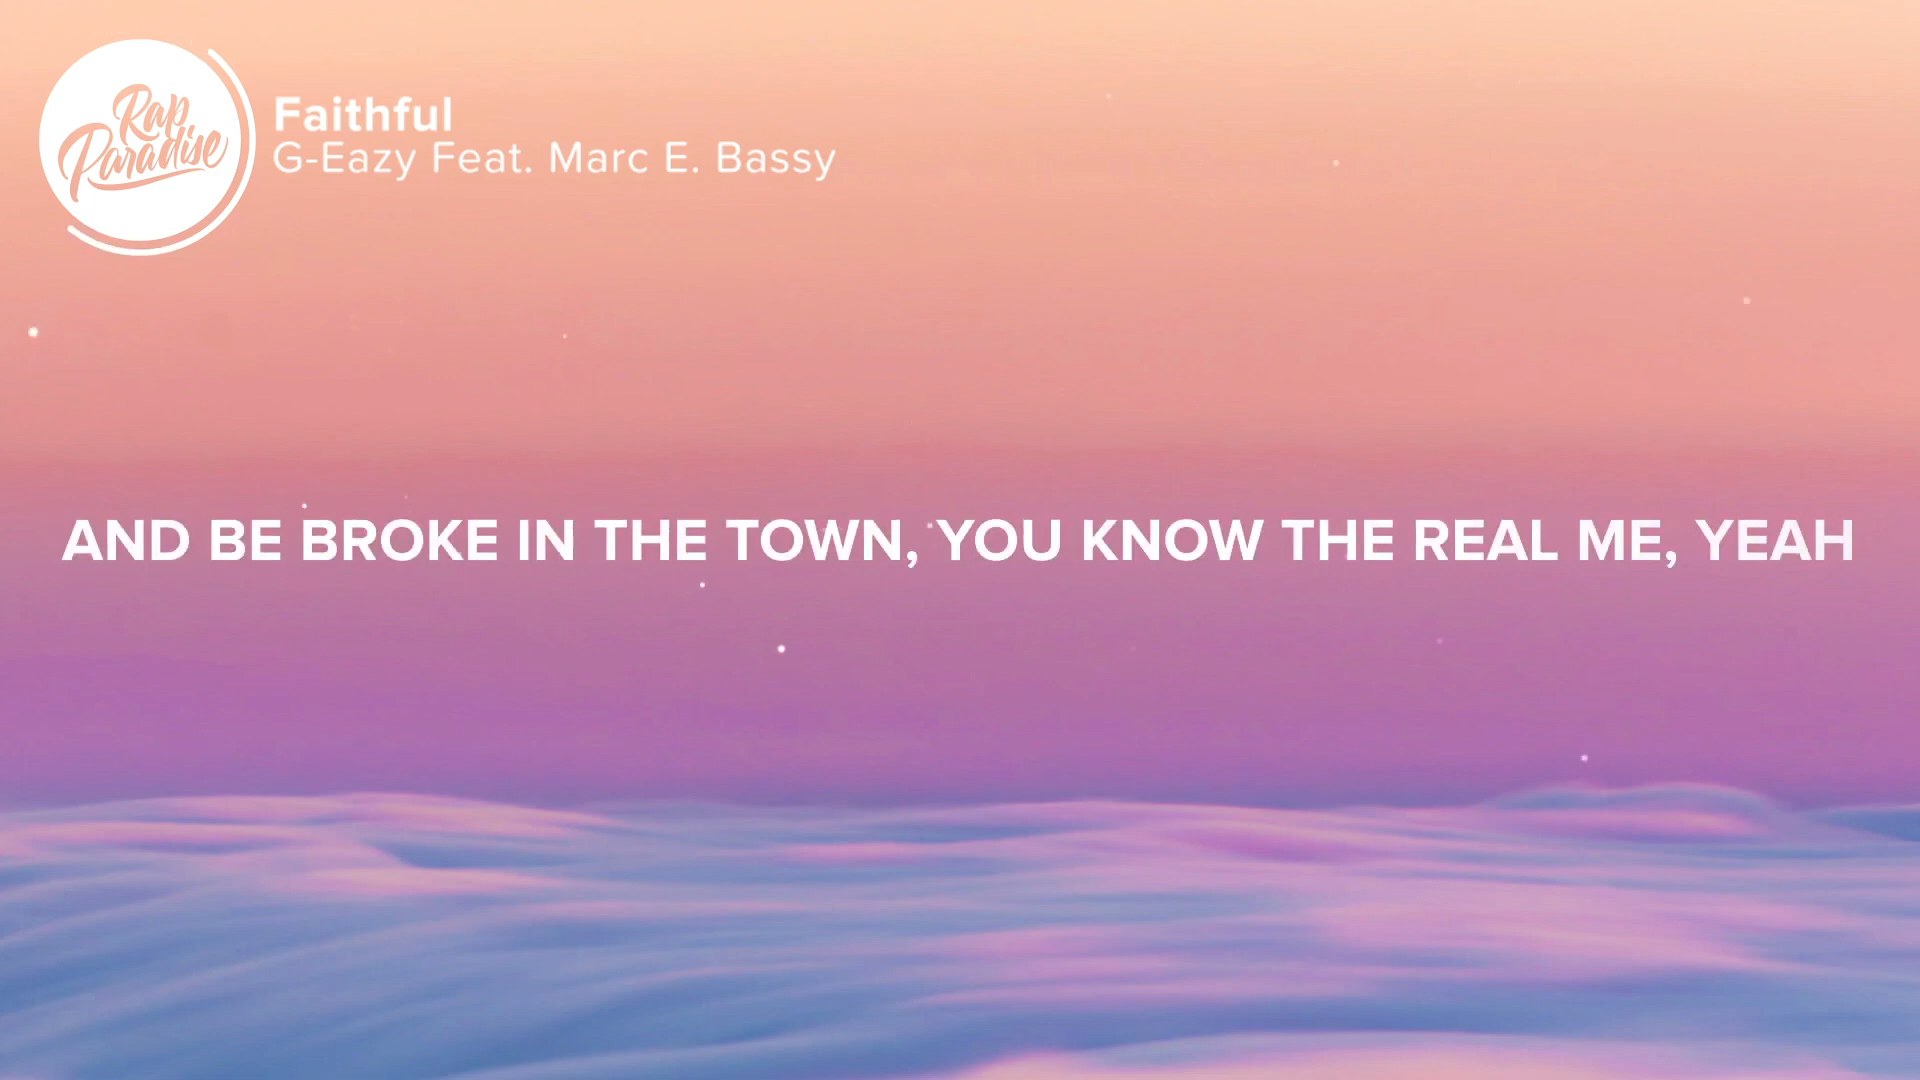 Rap
Paradise
Faithful
G-Eazy Feat. Marc E. Bassy
AND BE BROKE IN THE TOWN, YOU KNOW THE REAL ME, YEAH